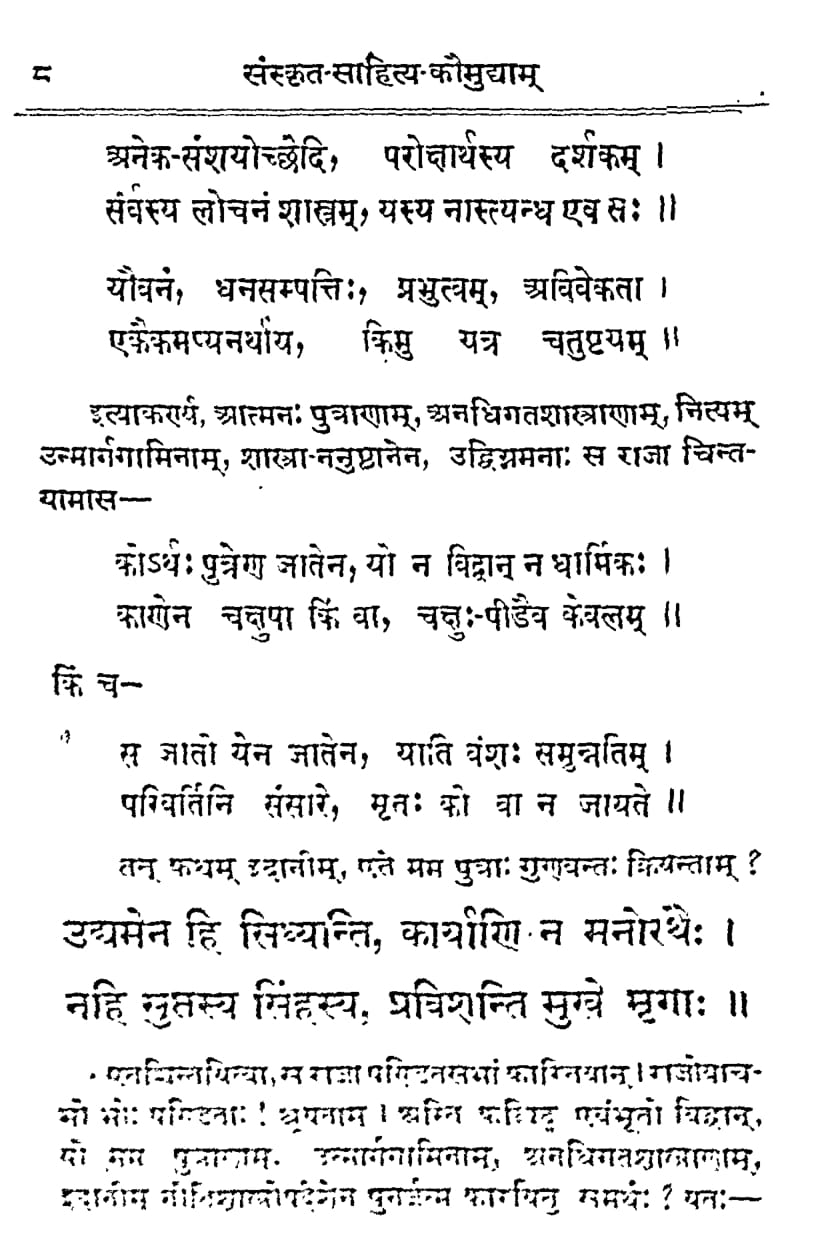 ८ संस्कृत-साहित्य-कौमुद्याम्
अनेक-संशयोच्छेदि, परोक्षार्थस्य दर्शकम् ।
सर्वस्य लोचनं शास्त्रम्, यस्य नास्त्यन्ध एव सः ॥
यौवनं, धनसम्पत्तिः, प्रभुत्वम्, अविवेकता ।
एकैकमप्यनर्थाय, किमु यत्र चतुष्टयम् ॥
इत्याकर्ण्य, आत्मनः पुत्राणाम्, अनधिगतशास्त्राणाम्, नित्यम्
उन्मार्गगामिनाम्, शास्त्रा-ननुष्ठानेन, उद्विग्नमनाः स राजा चिन्त-
यामास—
कोऽर्थः पुत्रेण जातेन, यो न विद्वान् न धार्मिकः ।
काणेन चक्षुषा किं वा, चक्षुः-पीडैव केवलम् ॥
किं च—
स जातो येन जातेन, याति वंशः समुन्नतिम् ।
परिवर्तिनि संसारे, मृतः को वा न जायते ॥
तत् कथम् इदानीम्, एते मम पुत्राः गुणवन्तः क्रियन्ताम् ?
उद्यमेन हि सिध्यन्ति, कार्याणि न मनोरथैः ।
नहि सुप्तस्य सिंहस्य, प्रविशन्ति मुखे मृगाः ॥
एतच्चिन्तयित्वा, स राजा पण्डितसभां कारितवान् । राजोवाच-
भो भोः पण्डिताः ! श्रूयताम् । अस्ति कश्चिद् एवंभूतो विद्वान्,
यो मम पुत्राणाम्, उन्मार्गगामिनाम्, अनधिगतशास्त्राणाम्,
इदानीम् नीतिशास्त्रोपदेशेन पुनर्जन्म कारयितुं समर्थः ? यतः—